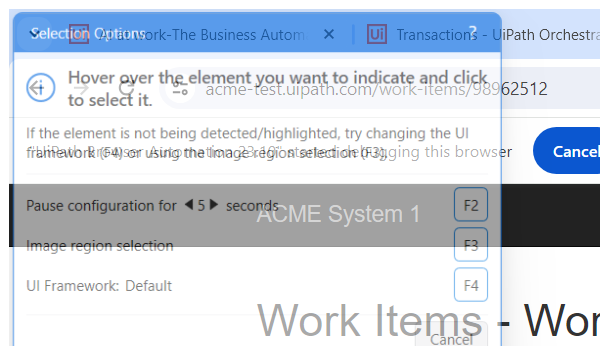 Selection Options
?
work-The Business Autom
Transactions - UiPath Orchestra
Hover over the element you want to indicate and click
to select it.
acme-test.uipath.com/work-items/98962512
If the element is not being detected/highlighted, try changing the UI
framework (F4) or using the image region selection (F3).
"UiPath Browser Automation 23.10" started debugging this browser
Cancel
Pause configuration for 5 seconds
F2
ACME System 1
Image region selection
F3
UI Framework: Default
F4
Work Items - Wor
Cancel